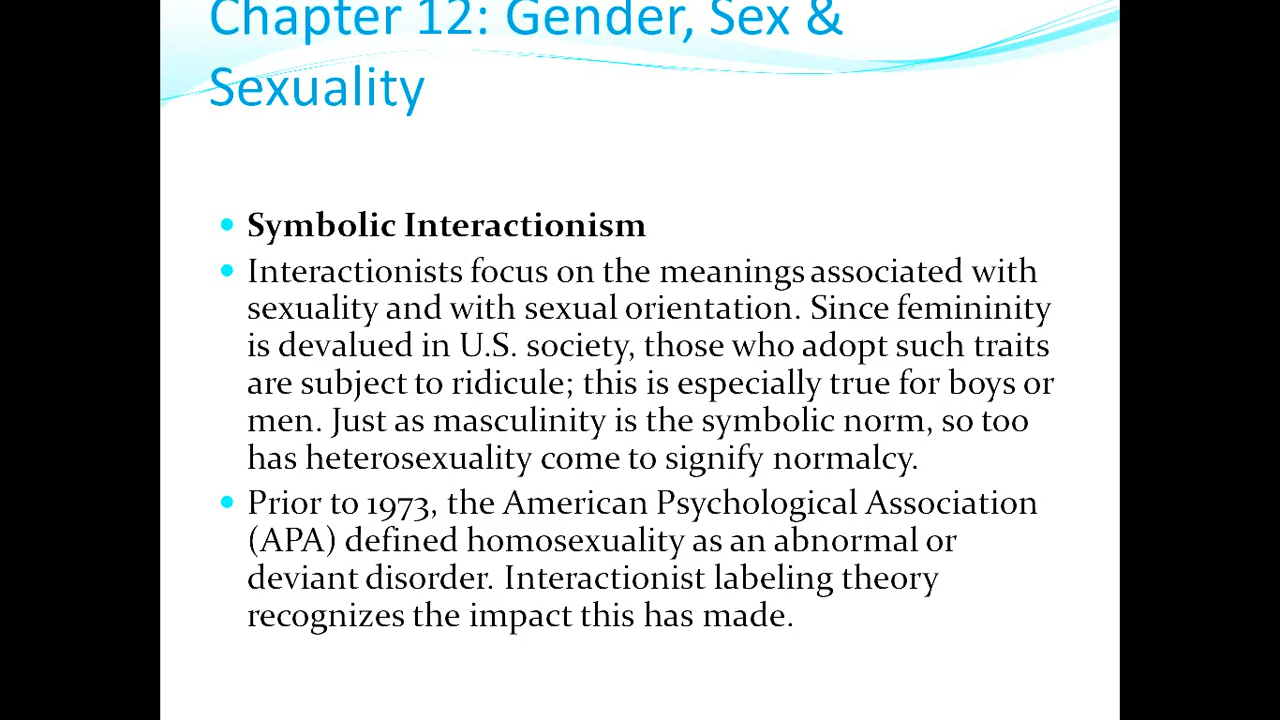 Chapter 12: Gender, Sex &
Sexuality
• Symbolic Interactionism
• Interactionists focus on the meanings associated with
sexuality and with sexual orientation. Since femininity
is devalued in U.S. society, those who adopt such traits
are subject to ridicule; this is especially true for boys or
men. Just as masculinity is the symbolic norm, so too
has heterosexuality come to signify normalcy.
• Prior to 1973, the American Psychological Association
(APA) defined homosexuality as an abnormal or
deviant disorder. Interactionist labeling theory
recognizes the impact this has made.